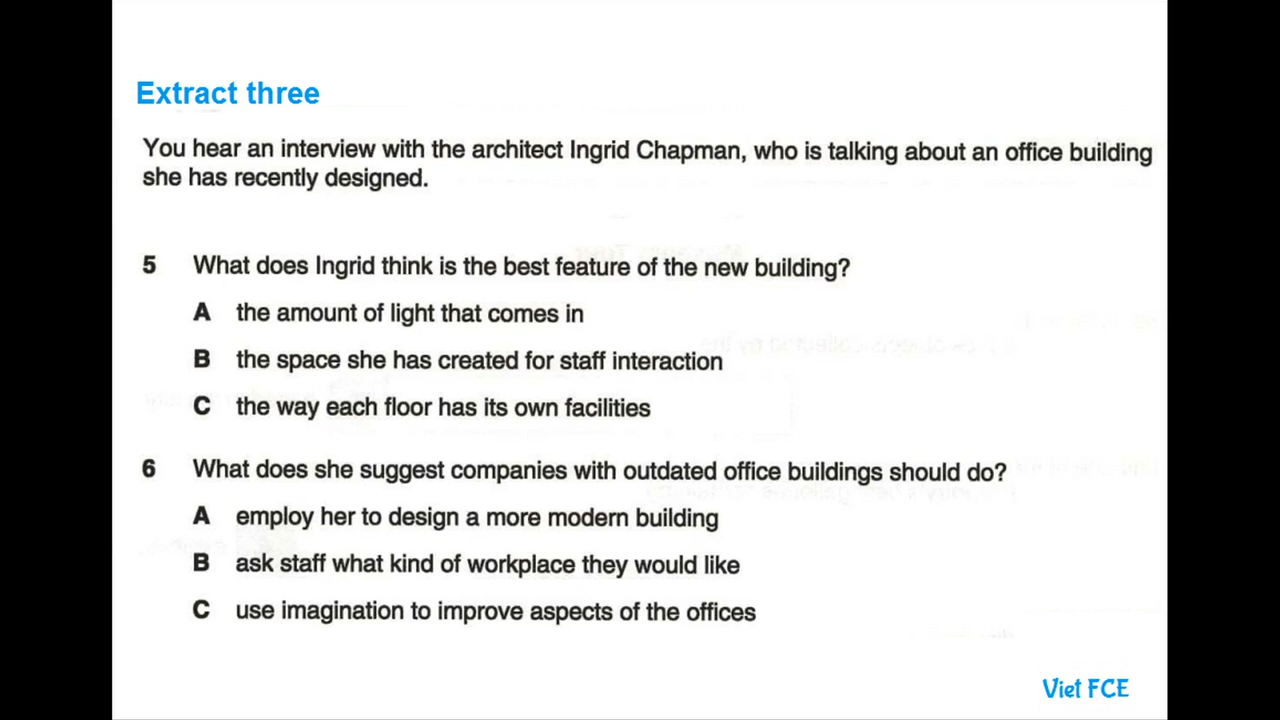 Extract three
You hear an interview with the architect Ingrid Chapman, who is talking about an office building
she has recently designed.
5 What does Ingrid think is the best feature of the new building?
A the amount of light that comes in
B the space she has created for staff interaction
C the way each floor has its own facilities
6 What does she suggest companies with outdated office buildings should do?
A employ her to design a more modern building
B ask staff what kind of workplace they would like
C use imagination to improve aspects of the offices
Viet FCE